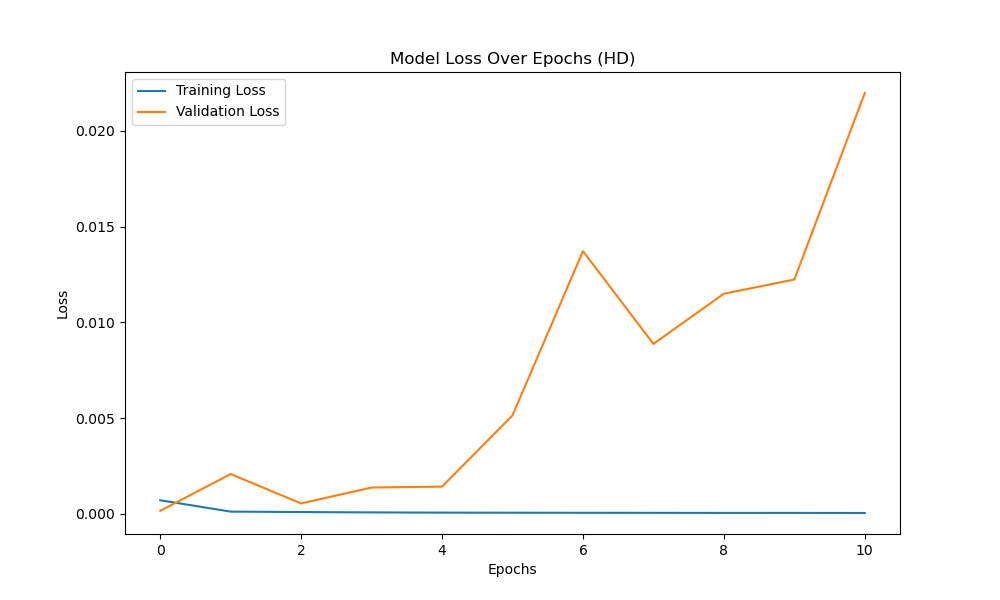 Model Loss Over Epochs (HD)
Training Loss
Validation Loss
0.020
0.015
0.010
0.005
0.000
Loss
0 2 4 6 8 10
Epochs